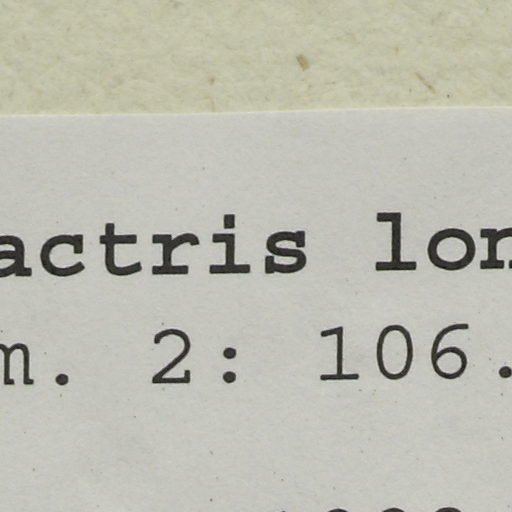 actris lon
m. 2: 106.